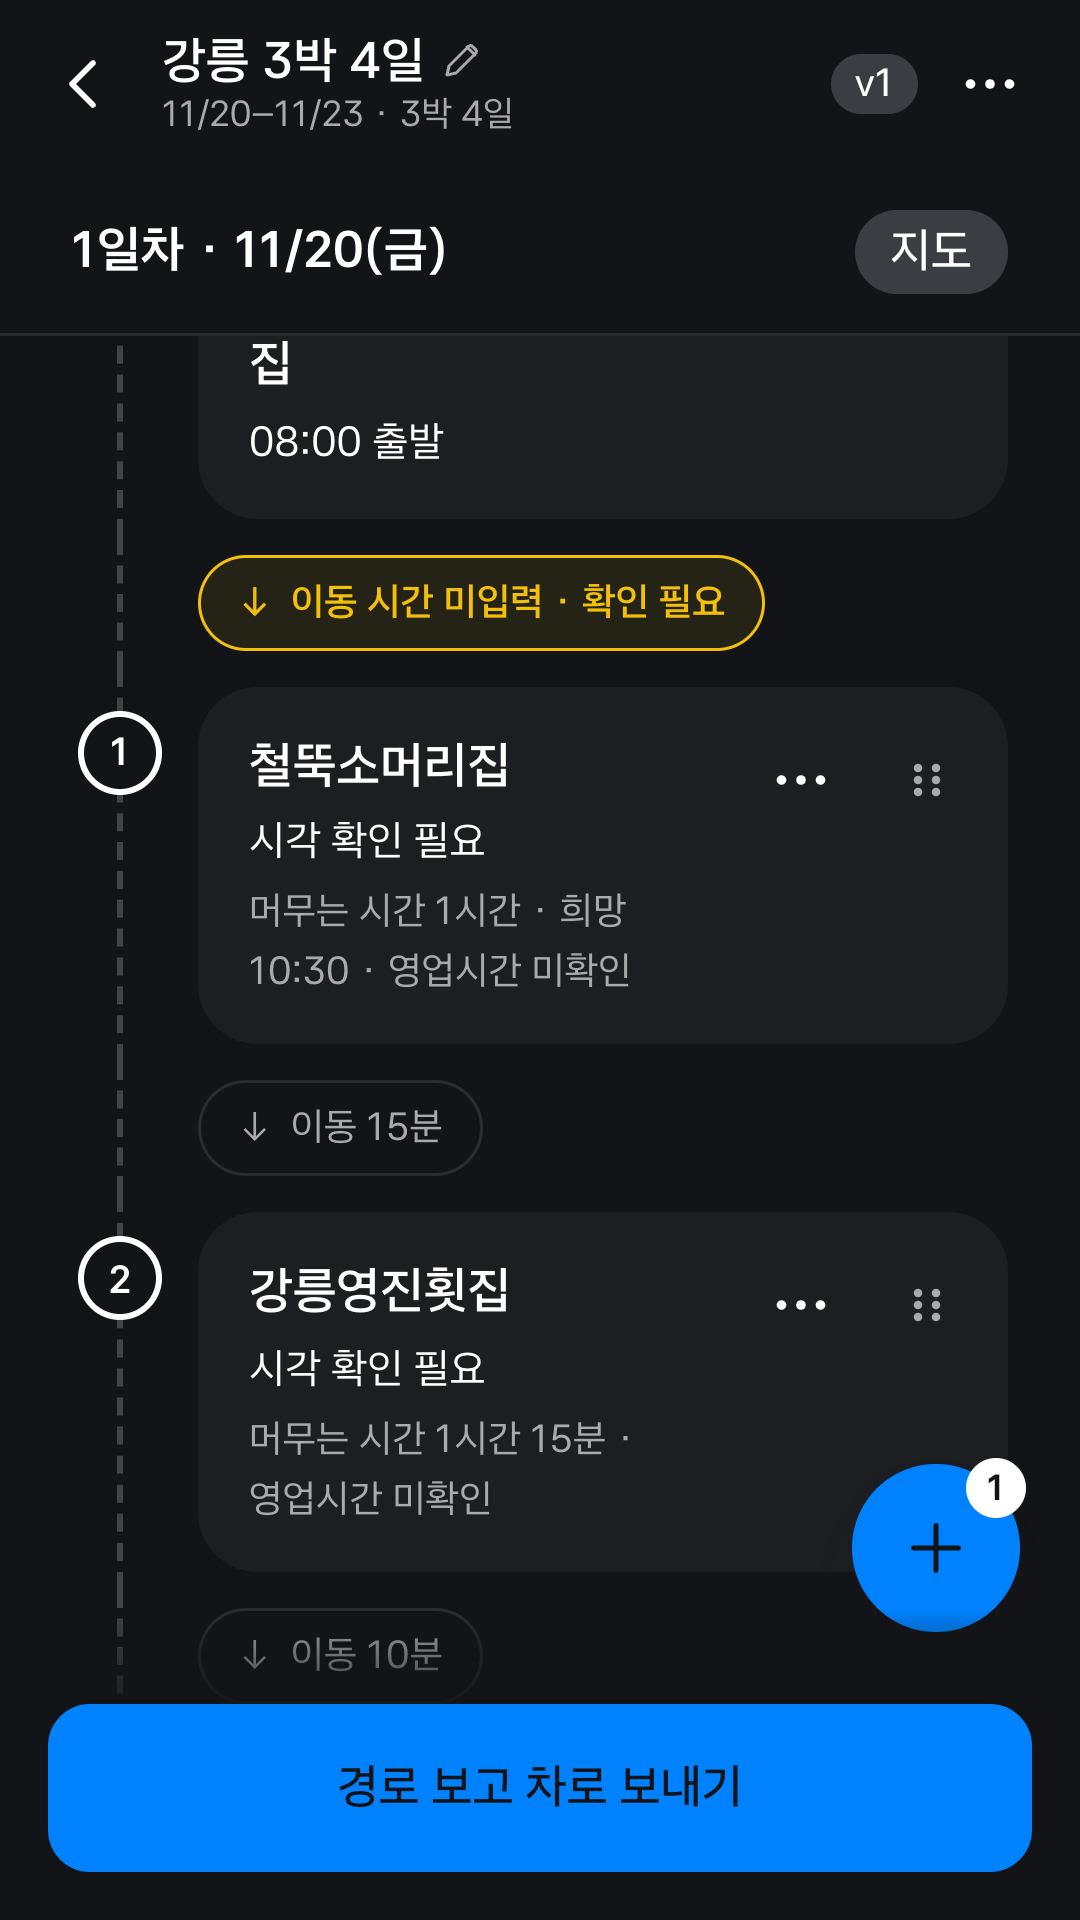 강릉 3박 4일
11/20–11/23 · 3박 4일
v1
1일차 · 11/20(금)
지도
집
08:00 출발
↓ 이동 시간 미입력 · 확인 필요
1
철뚝소머리집
시각 확인 필요
머무는 시간 1시간 · 희망
10:30 · 영업시간 미확인
↓ 이동 15분
2
강릉영진횟집
시각 확인 필요
머무는 시간 1시간 15분 ·
영업시간 미확인
1
↓ 이동 10분
경로 보고 차로 보내기